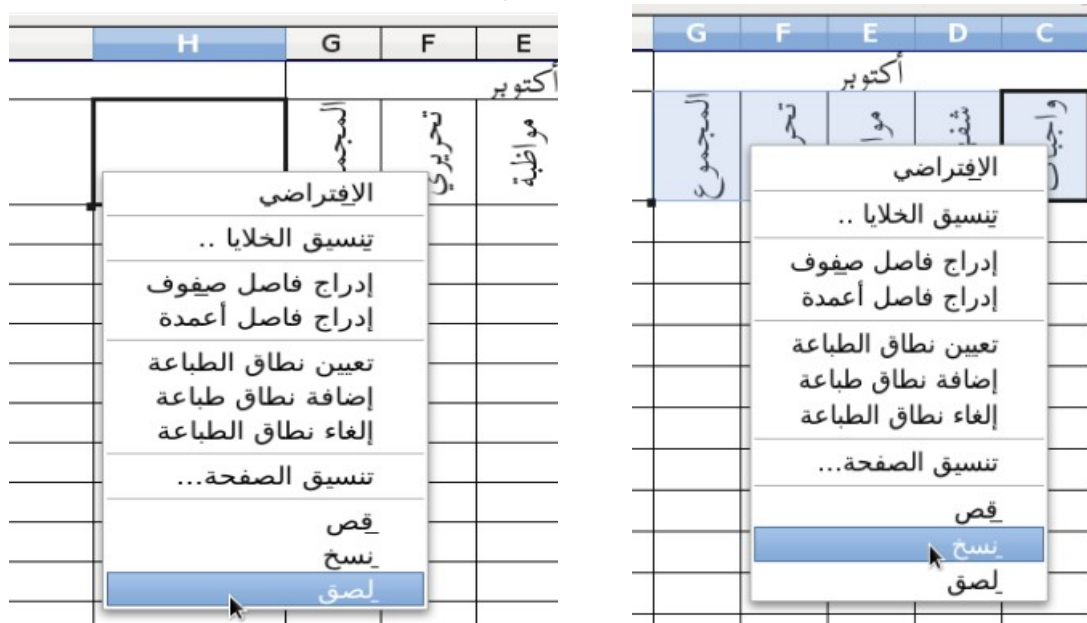 C D E F G
أكتوبر
المجموع
الافتراضي
تنسيق الخلايا ..
إدراج فاصل صفوف
إدراج فاصل أعمدة
تعيين نطاق الطباعة
إضافة نطاق طباعة
إلغاء نطاق الطباعة
تنسيق الصفحة...
قص
نسخ
لصق
E F G H
أكتوبر
مواظبة
تحريري
الافتراضي
تنسيق الخلايا ..
إدراج فاصل صفوف
إدراج فاصل أعمدة
تعيين نطاق الطباعة
إضافة نطاق طباعة
إلغاء نطاق الطباعة
تنسيق الصفحة...
قص
نسخ
لصق